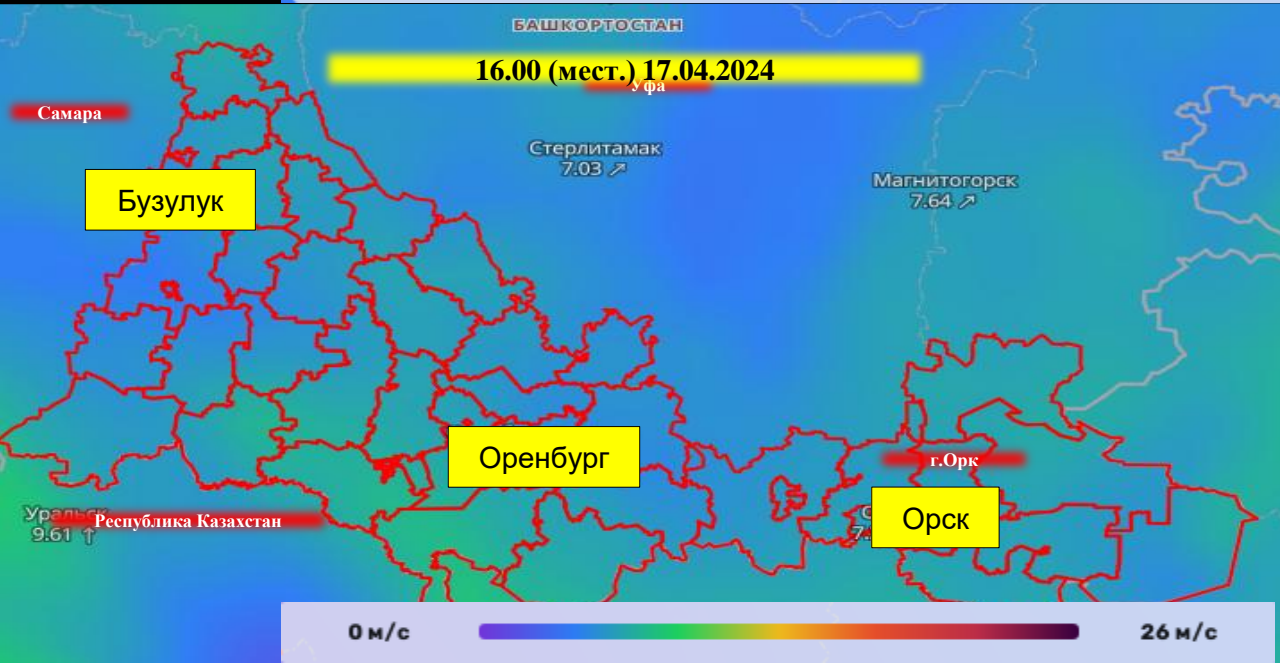 БАШКОРТОСТАН
16.00 (мест.) 17.04.2024
Уфа
Самара
Стерлитамак
7.03 ↗
Магнитогорск
7.64 ↗
Бузулук
Оренбург
г.Орк
Орск
Уральск
9.61 ↑
Республика Казахстан
0 м/с
26 м/с